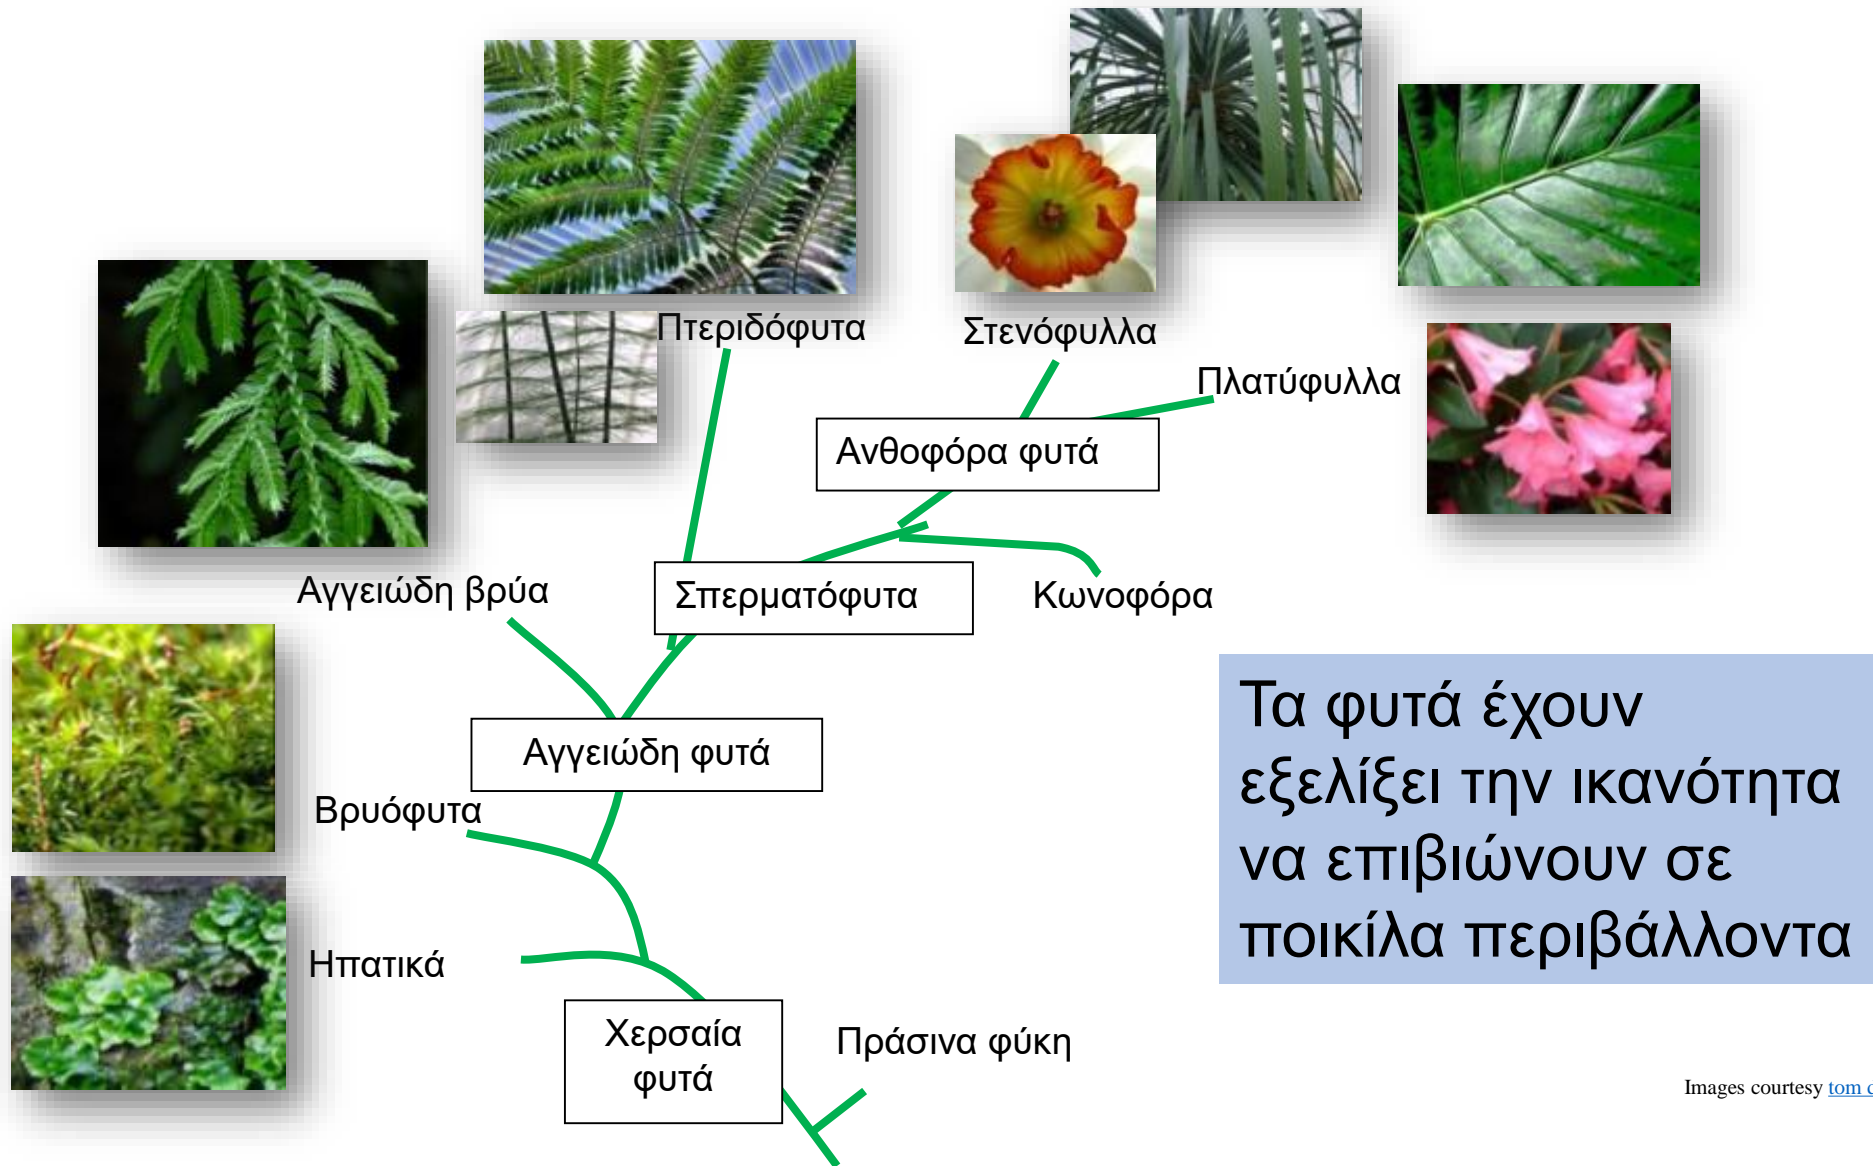 Πτεριδόφυτα
Στενόφυλλα
Πλατύφυλλα
Ανθοφόρα φυτά
Αγγειώδη βρύα
Σπερματόφυτα
Κωνοφόρα
Τα φυτά έχουν
εξελίξει την ικανότητα
να επιβιώνουν σε
ποικίλα περιβάλλοντα
Αγγειώδη φυτά
Βρυόφυτα
Ηπατικά
Χερσαία
φυτά
Πράσινα φύκη
Images courtesy tom